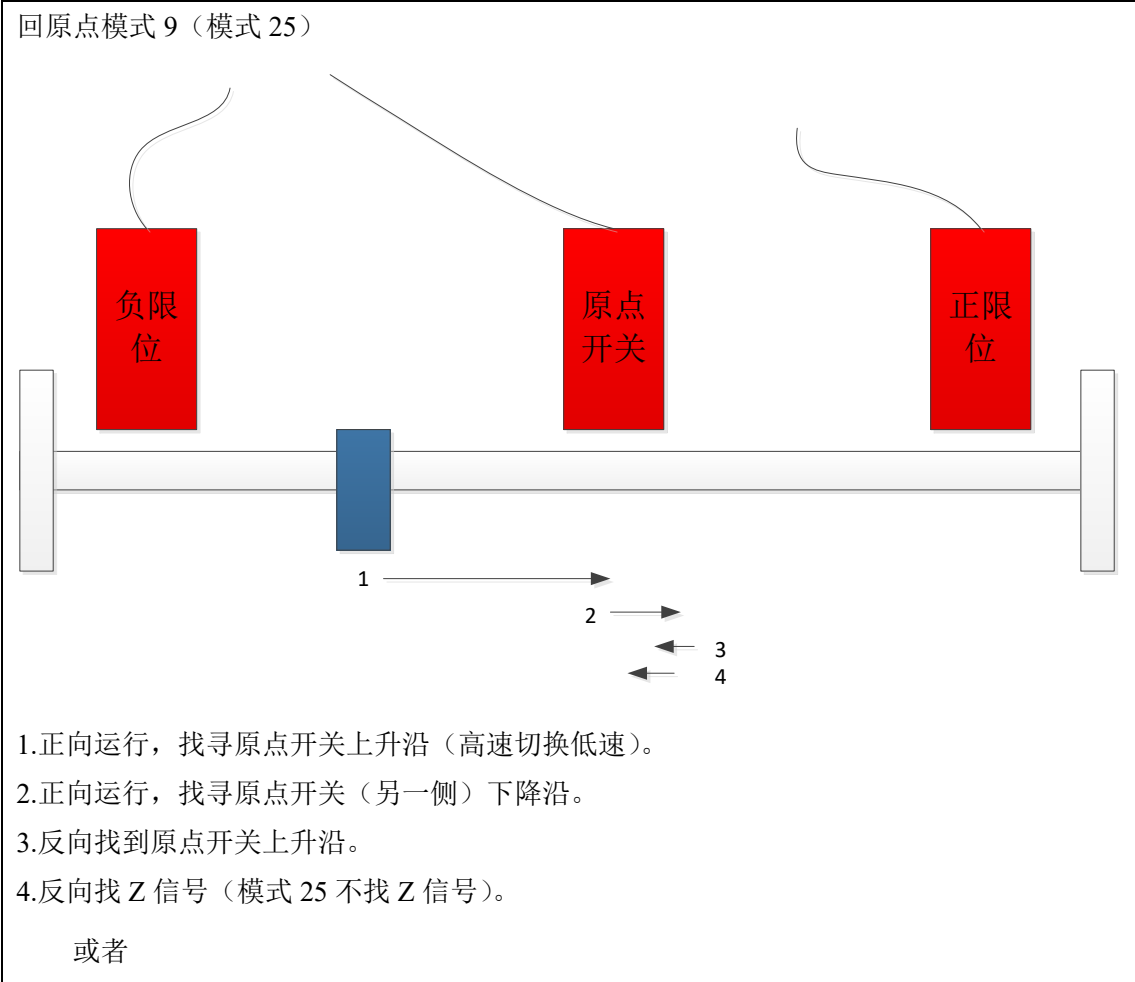 回原点模式 9（模式 25）
负限
位
原点
开关
正限
位
1
2
3
4
1.正向运行，找寻原点开关上升沿（高速切换低速）。
2.正向运行，找寻原点开关（另一侧）下降沿。
3.反向找到原点开关上升沿。
4.反向找 Z 信号（模式 25 不找 Z 信号）。
或者